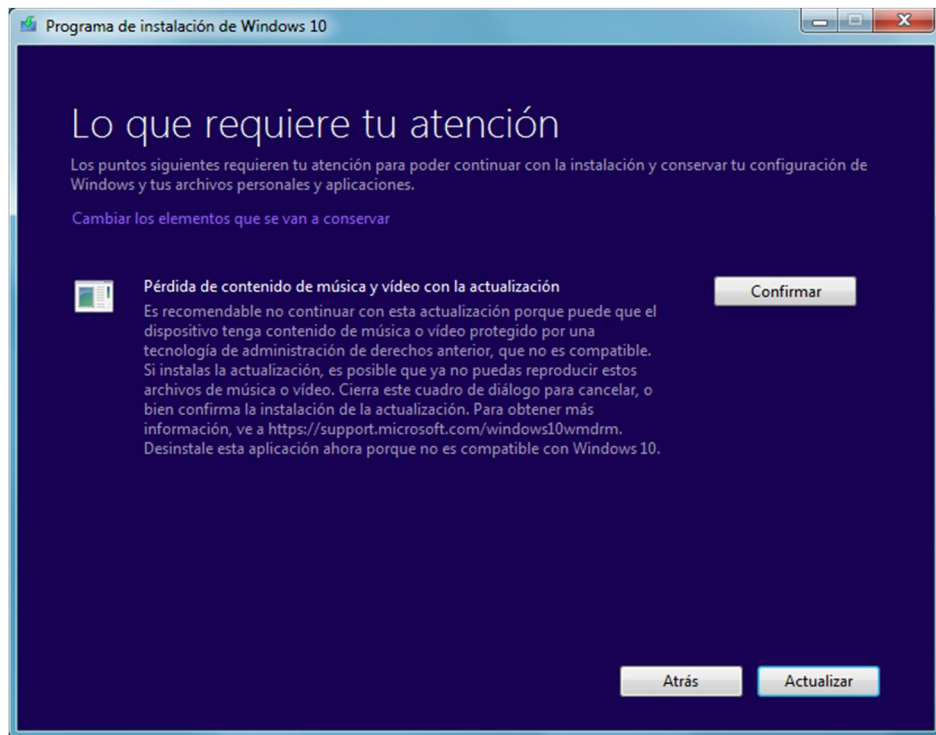 Programa de instalación de Windows 10
Lo que requiere tu atención
Los puntos siguientes requieren tu atención para poder continuar con la instalación y conservar tu configuración de
Windows y tus archivos personales y aplicaciones.
Cambiar los elementos que se van a conservar
Pérdida de contenido de música y vídeo con la actualización
Confirmar
Es recomendable no continuar con esta actualización porque puede que el
dispositivo tenga contenido de música o vídeo protegido por una
tecnología de administración de derechos anterior, que no es compatible.
Si instalas la actualización, es posible que ya no puedas reproducir estos
archivos de música o vídeo. Cierra este cuadro de diálogo para cancelar, o
bien confirma la instalación de la actualización. Para obtener más
información, ve a https://support.microsoft.com/windows10wmdrm.
Desinstale esta aplicación ahora porque no es compatible con Windows 10.
Atrás
Actualizar